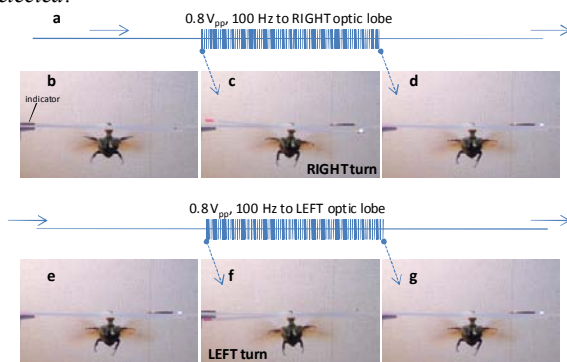 elected?
a
0.8 Vpp, 100 Hz to RIGHT optic lobe
b
c
d
indicator
RIGHT turn
0.8 Vpp, 100 Hz to LEFT optic lobe
e
f
g
LEFT turn